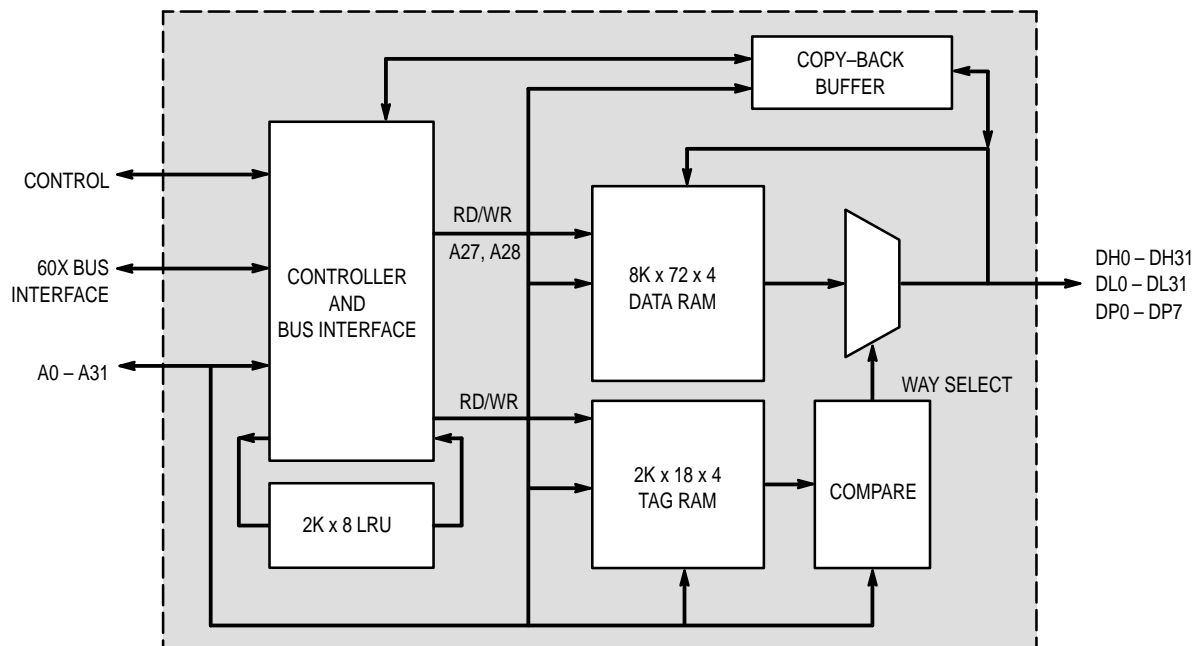 COPY–BACK
BUFFER
CONTROL
60X BUS
INTERFACE
A0 – A31
CONTROLLER
AND
BUS INTERFACE
2K x 8 LRU
RD/WR
A27, A28
8K x 72 x 4
DATA RAM
RD/WR
2K x 18 x 4
TAG RAM
WAY SELECT
COMPARE
DH0 – DH31
DL0 – DL31
DP0 – DP7